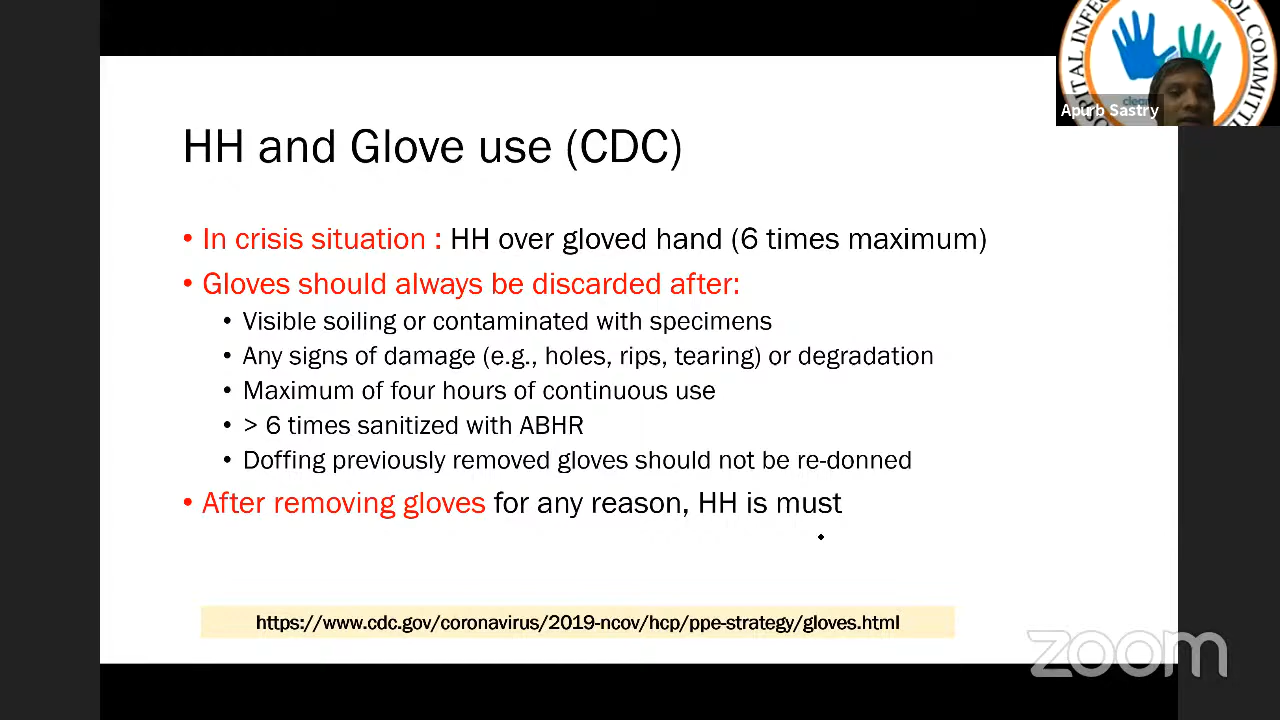 HH and Glove use (CDC)
• In crisis situation : HH over gloved hand (6 times maximum)
• Gloves should always be discarded after:
• Visible soiling or contaminated with specimens
• Any signs of damage (e.g., holes, rips, tearing) or degradation
• Maximum of four hours of continuous use
• > 6 times sanitized with ABHR
• Doffing previously removed gloves should not be re-donned
• After removing gloves for any reason, HH is must
https://www.cdc.gov/coronavirus/2019-ncov/hcp/ppe-strategy/gloves.html
Apurb Sastry
zoom